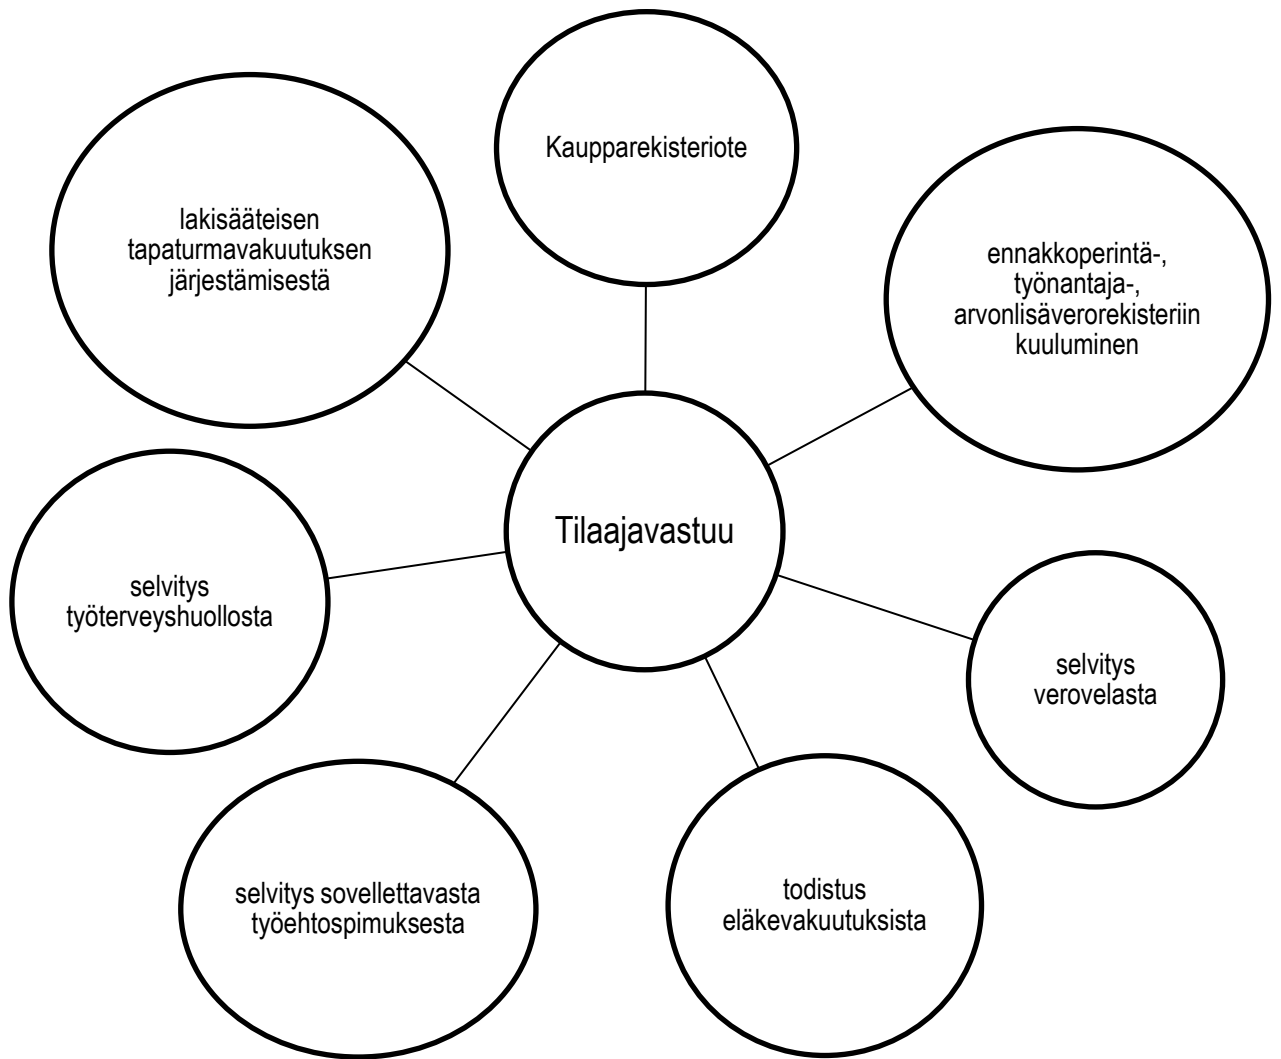 Kaupparekisteriote
lakisääteisen
tapaturmavakuutuksen
järjestämisestä
ennakkoperintä-,
työnantaja-,
arvonlisäverorekisteriin
kuuluminen
Tilaajavastuu
selvitys
työterveyshuollosta
selvitys
verovelasta
selvitys sovellettavasta
työehtospimuksesta
todistus
eläkevakuutuksista